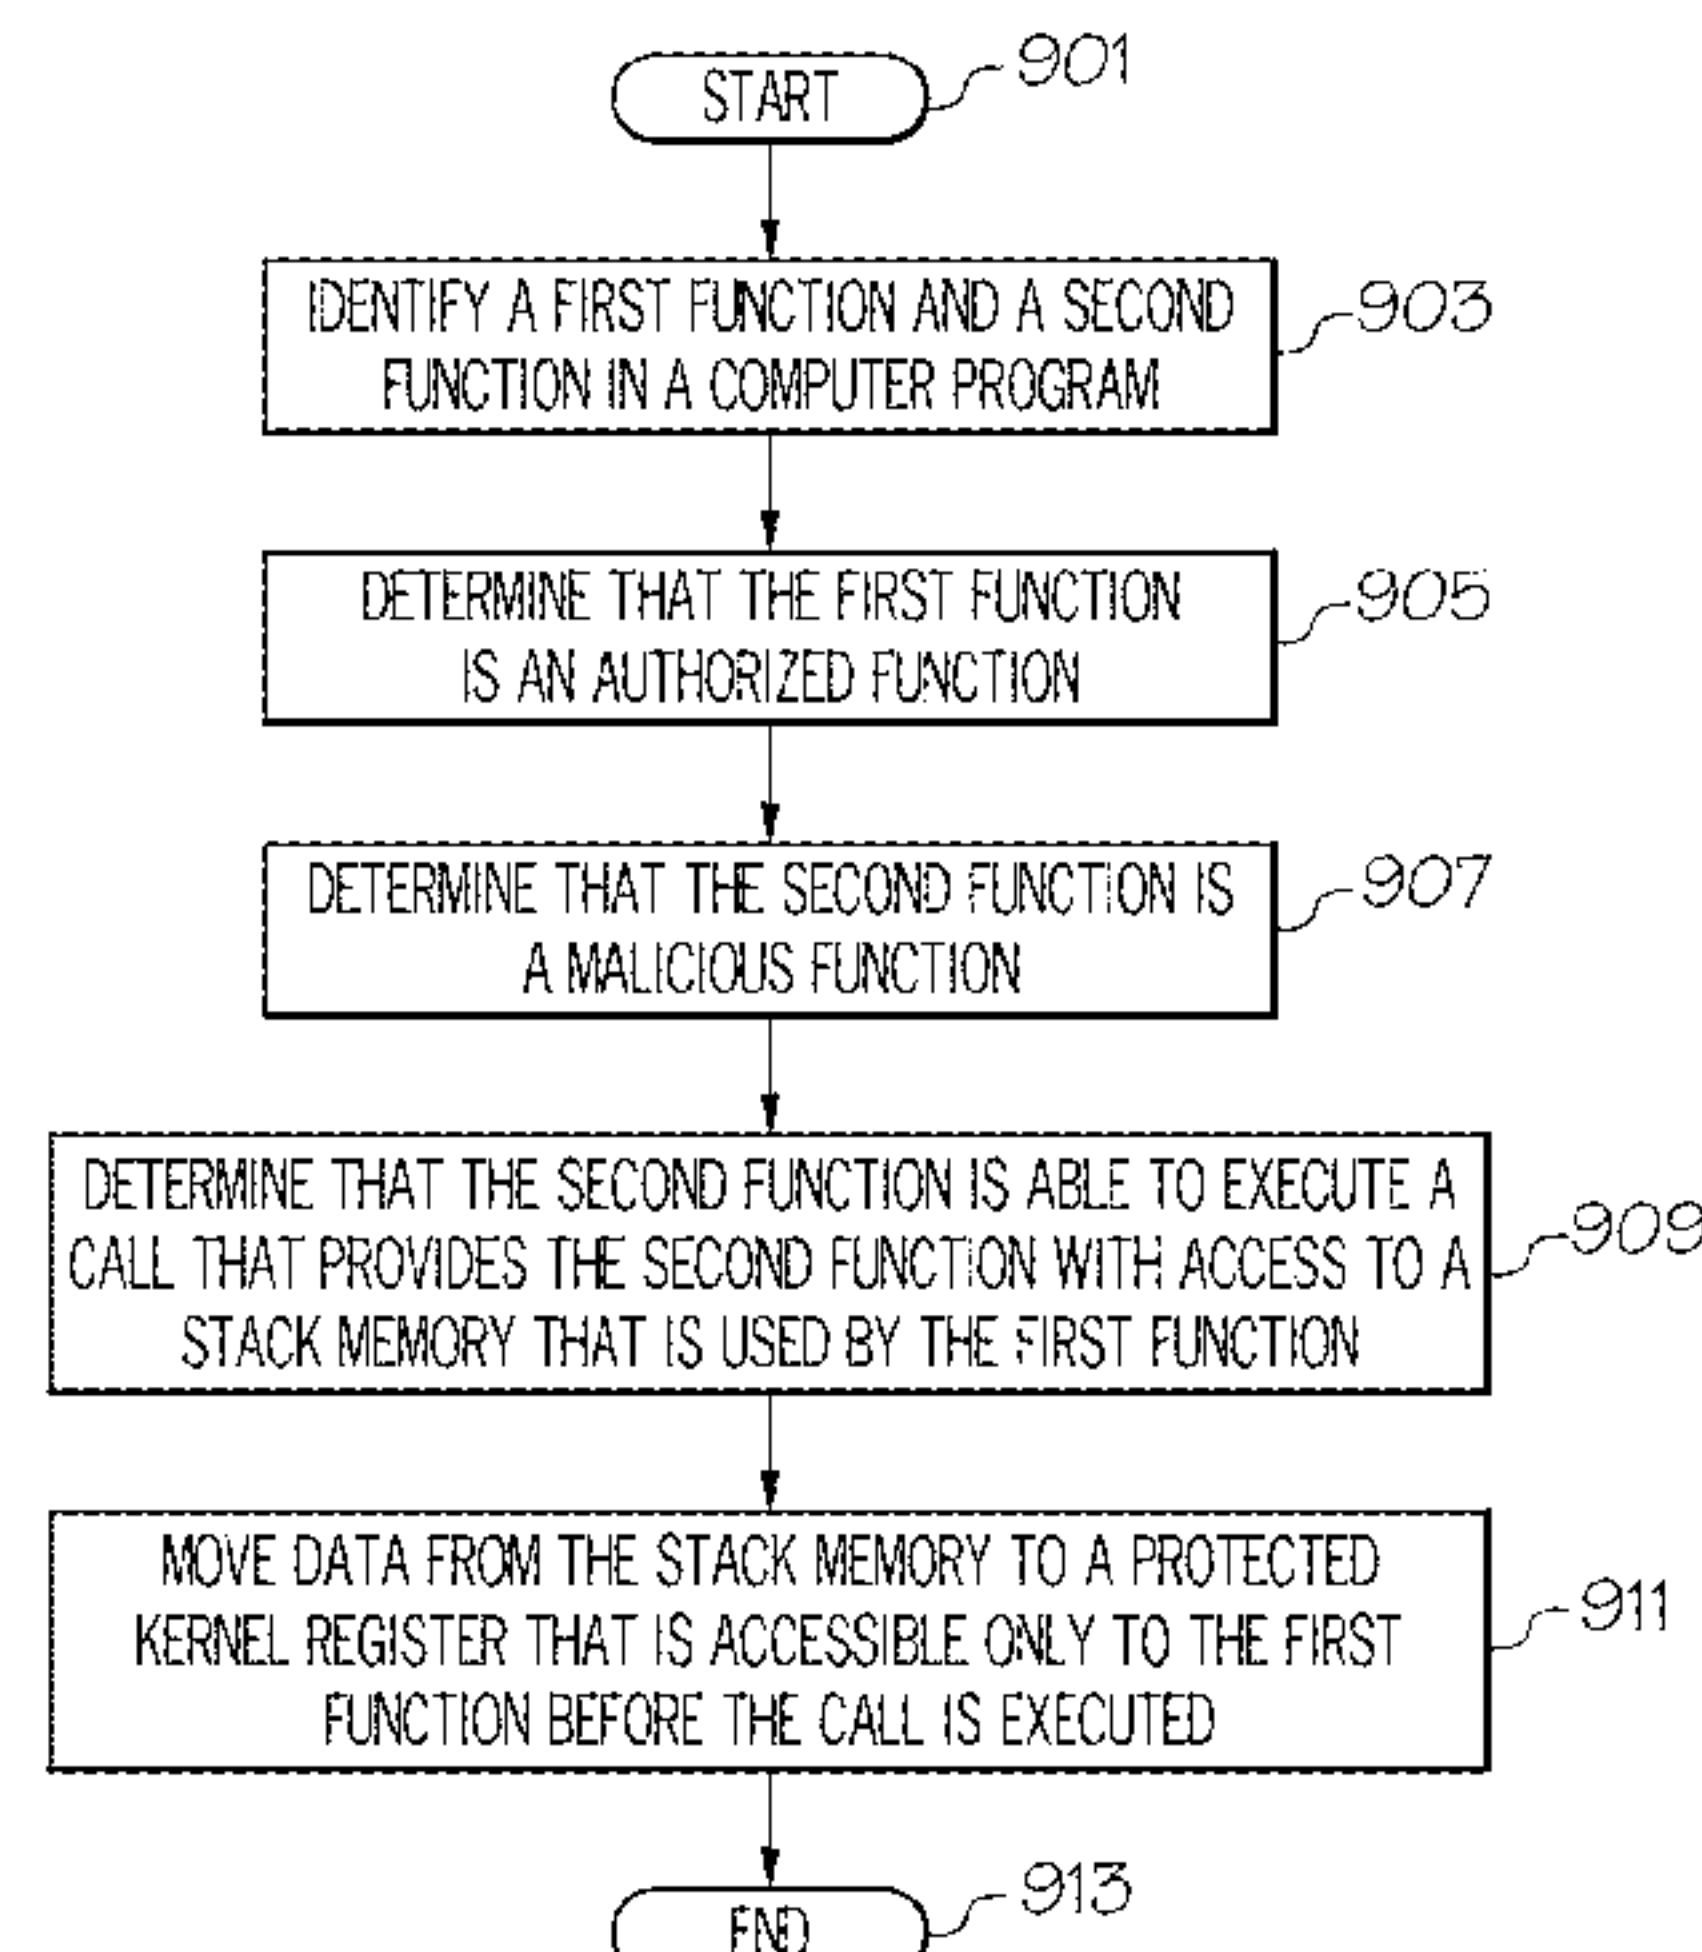 START
901
IDENTIFY A FIRST FUNCTION AND A SECOND
FUNCTION IN A COMPUTER PROGRAM
903
DETERMINE THAT THE FIRST FUNCTION
IS AN AUTHORIZED FUNCTION
905
DETERMINE THAT THE SECOND FUNCTION IS
A MALICIOUS FUNCTION
907
DETERMINE THAT THE SECOND FUNCTION IS ABLE TO EXECUTE A
CALL THAT PROVIDES THE SECOND FUNCTION WITH ACCESS TO A
STACK MEMORY THAT IS USED BY THE FIRST FUNCTION
909
MOVE DATA FROM THE STACK MEMORY TO A PROTECTED
KERNEL REGISTER THAT IS ACCESSIBLE ONLY TO THE FIRST
FUNCTION BEFORE THE CALL IS EXECUTED
911
END
913